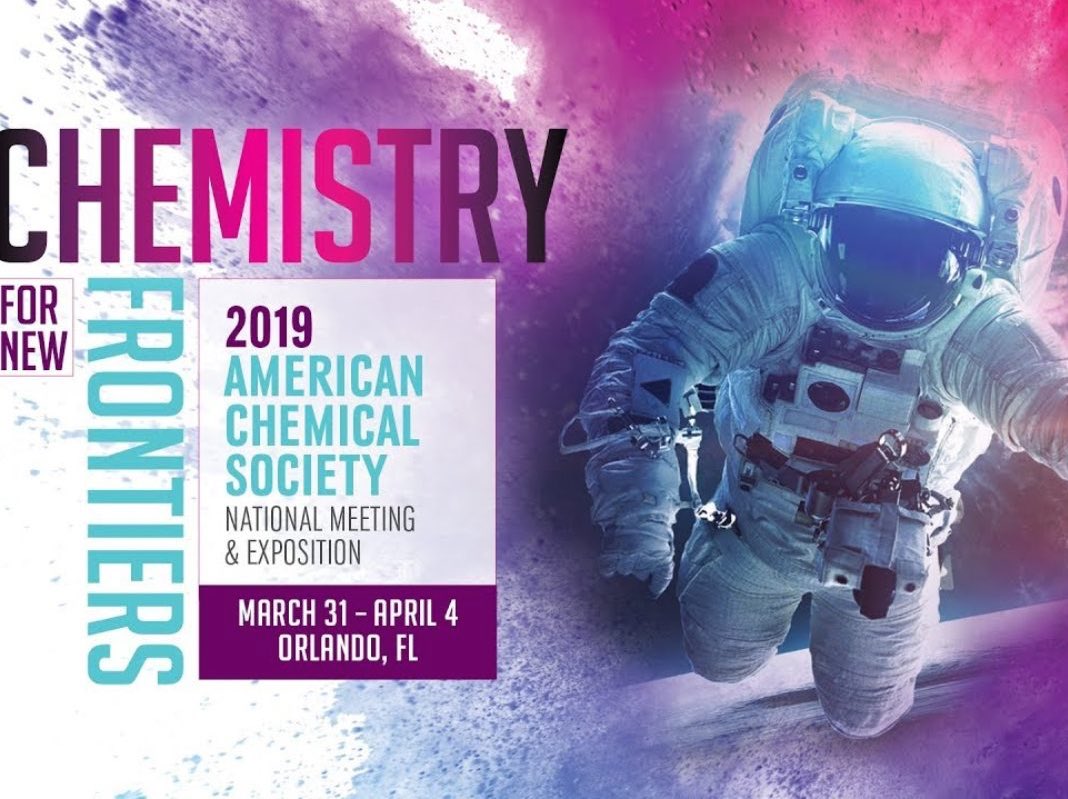 CHEMISTRY
FOR
NEW
FRONTIERS
2019
AMERICAN
CHEMICAL
SOCIETY
NATIONAL MEETING
& EXPOSITION
MARCH 31 – APRIL 4
ORLANDO, FL